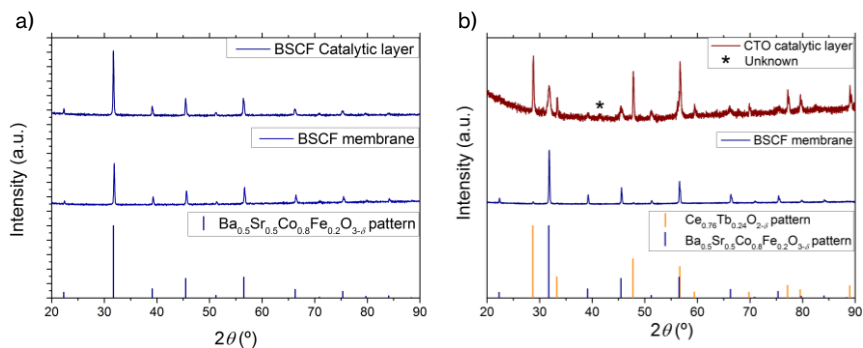 a)
BSCF Catalytic layer
BSCF membrane
Ba0.5Sr0.5Co0.8Fe0.2O3-δ pattern
Intensity (a.u.)
20 30 40 50 60 70 80 90
2θ (º)
b)
CTO catalytic layer
* Unknown
*
BSCF membrane
Ce0.76Tb0.24O2-δ pattern
Ba0.5Sr0.5Co0.8Fe0.2O3-δ pattern
Intensity (a.u.)
20 30 40 50 60 70 80 90
2θ (º)